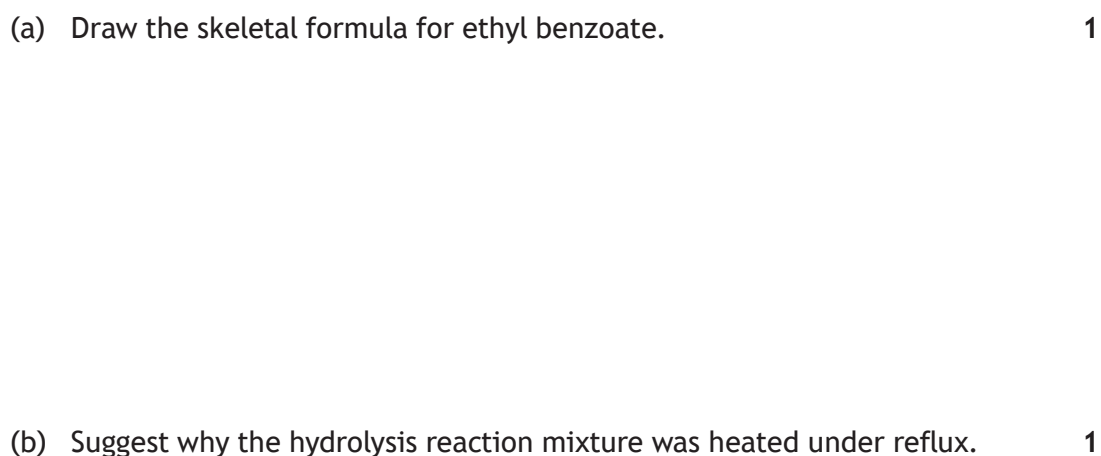 (a) Draw the skeletal formula for ethyl benzoate. 1
(b) Suggest why the hydrolysis reaction mixture was heated under reflux. 1